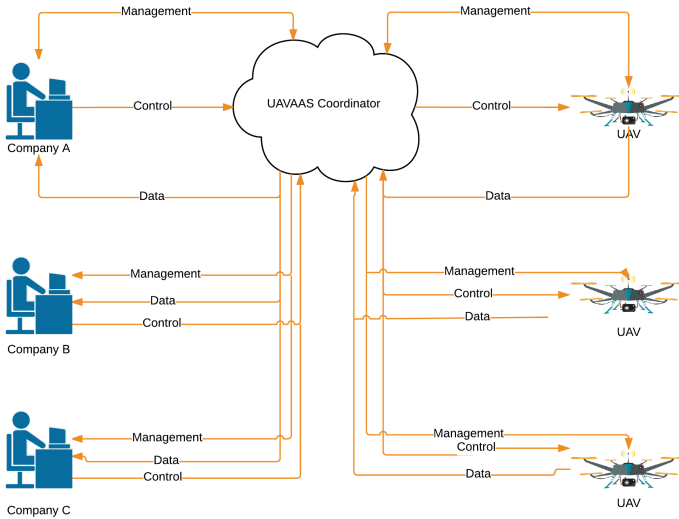 Management
Management
UAVAAS Coordinator
Control
Control
Company A
UAV
Data
Data
Management
Management
Data
Control
Control
Data
Company B
UAV
Management
Management
Data
Control
Control
Data
Company C
UAV